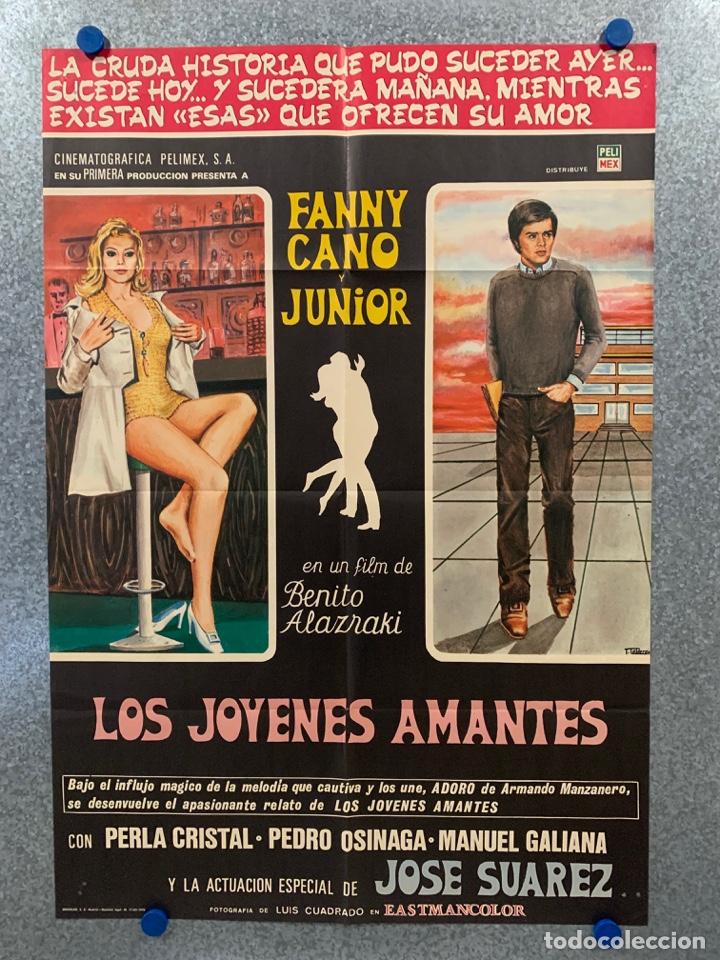 LA CRUDA HISTORIA QUE PUDO SUCEDER AYER...
SUCEDE HOY... Y SUCEDERA MAÑANA, MIENTRAS
EXISTAN «ESAS» QUE OFRECEN SU AMOR
CINEMATOGRAFICA PELIMEX, S. A.
EN SU PRIMERA PRODUCCION PRESENTA A
DISTRIBUYE
PELI
MEX
FANNY
CANO
Y
JUNIOR
en un film de
Benito
Alazraki
LOS JOVENES AMANTES
Bajo el influjo magico de la melodía que cautiva y los une, ADORO de Armando Manzanero,
se desenvuelve el apasionante relato de LOS JOVENES AMANTES
CON PERLA CRISTAL · PEDRO OSINAGA · MANUEL GALIANA
Y LA ACTUACION ESPECIAL DE JOSE SUAREZ
FOTOGRAFIA DE LUIS CUADRADO EN EASTMANCOLOR
todocoleccion
todocoleccion.net